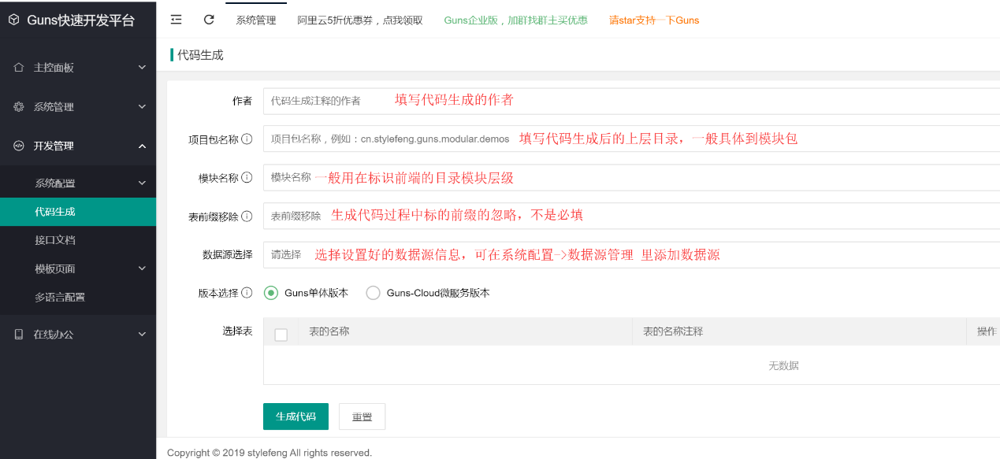 Guns快速开发平台
系统管理 阿里云5折优惠券，点我领取 Guns企业版，加群找群主买优惠 请star支持一下Guns
主控面板
系统管理
开发管理
系统配置
代码生成
接口文档
模板页面
多语言配置
在线办公
代码生成
作者 代码生成注释的作者 填写代码生成的作者
项目包名称 项目包名称，例如：cn.stylefeng.guns.modular.demos 填写代码生成后的上层目录，一般具体到模块包
模块名称 模块名称 一般用在标识前端的目录模块层级
表前缀移除 表前缀移除 生成代码过程中标的前缀的忽略，不是必填
数据源选择 请选择 选择设置好的数据源信息，可在系统配置->数据源管理 里添加数据源
版本选择 Guns单体版本 Guns-Cloud微服务版本
选择表 表的名称 表的名称注释 操作
无数据
生成代码 重置
Copyright © 2019 stylefeng All rights reserved.